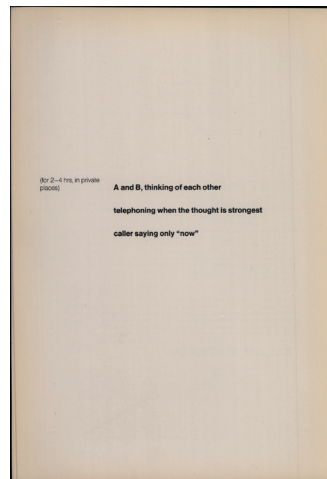 (for 2–4 hrs, in private
places)
A and B, thinking of each other
telephoning when the thought is strongest
caller saying only “now”